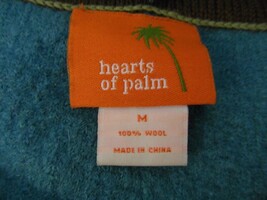 hearts
of palm
M
100% WOOL
MADE IN CHINA